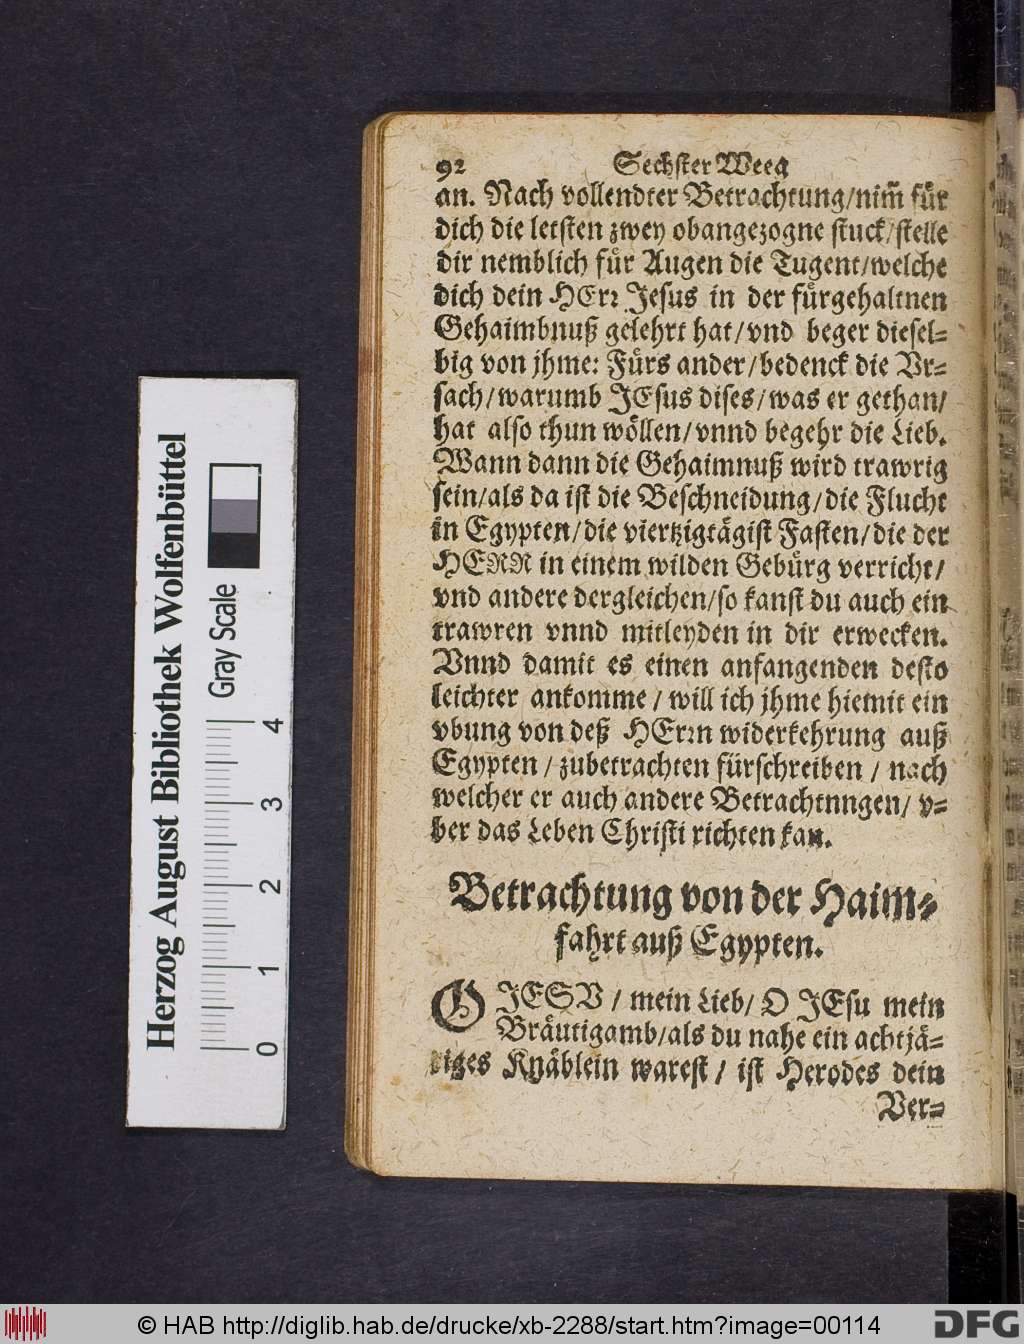 92 Sechster Weeg
an. Nach vollendter Betrachtung/nim̃ fůr
dich die letsten zwey obangezogne stuck/stelle
dir nemblich fůr Augen die Tugent/welche
dich dein HErꝛ Jesus in der fůrgehaltnen
Gehaimbnuß gelehrt hat/vnd beger diesel-
big von jhme: Fůrs ander/bedenck die Vr-
sach/warumb JEsus dises/was er gethan/
hat also thun wöllen/vnnd begehr die Lieb.
Wann dann die Gehaimnuß wird trawrig
sein/als da ist die Beschneidung/die Flucht
in Egypten/die viertzigtägist Fasten/die der
HERR in einem wilden Gebůrg verricht/
vnd andere dergleichen/so kanst du auch ein
trawren vnnd mitleyden in dir erwecken.
Vnnd damit es einen anfangenden desto
leichter ankomme / will ich jhme hiemit ein
vbung von deß HErꝛn widerkehrung auß
Egypten / zubetrachten fůrschreiben / nach
welcher er auch andere Betrachtnngen/ v-
ber das Leben Christi richten kan.
Betrachtung von der Haim-
fahrt auß Egypten.
O JESV / mein Lieb/ O JEsu mein
Bräutigamb/als du nahe ein achtjä-
riges Knäblein warest / ist Herodes dein
Ver-
Herzog August Bibliothek Wolfenbüttel
Gray Scale
0 1 2 3 4
© HAB http://diglib.hab.de/drucke/xb-2288/start.htm?image=00114
DFG